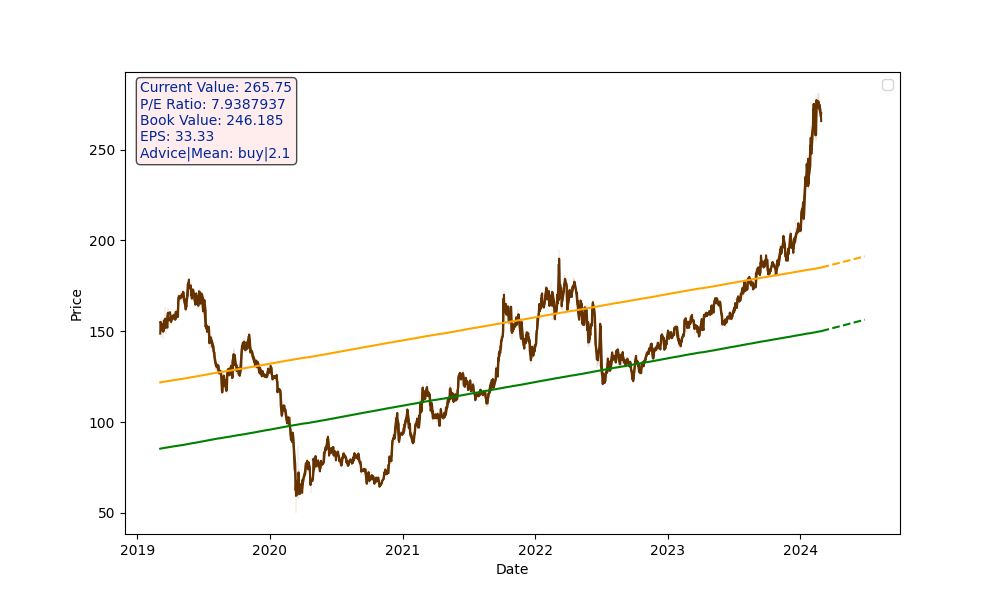 Current Value: 265.75
P/E Ratio: 7.9387937
Book Value: 246.185
EPS: 33.33
Advice|Mean: buy|2.1
Price
250
200
150
100
50
2019 2020 2021 2022 2023 2024
Date